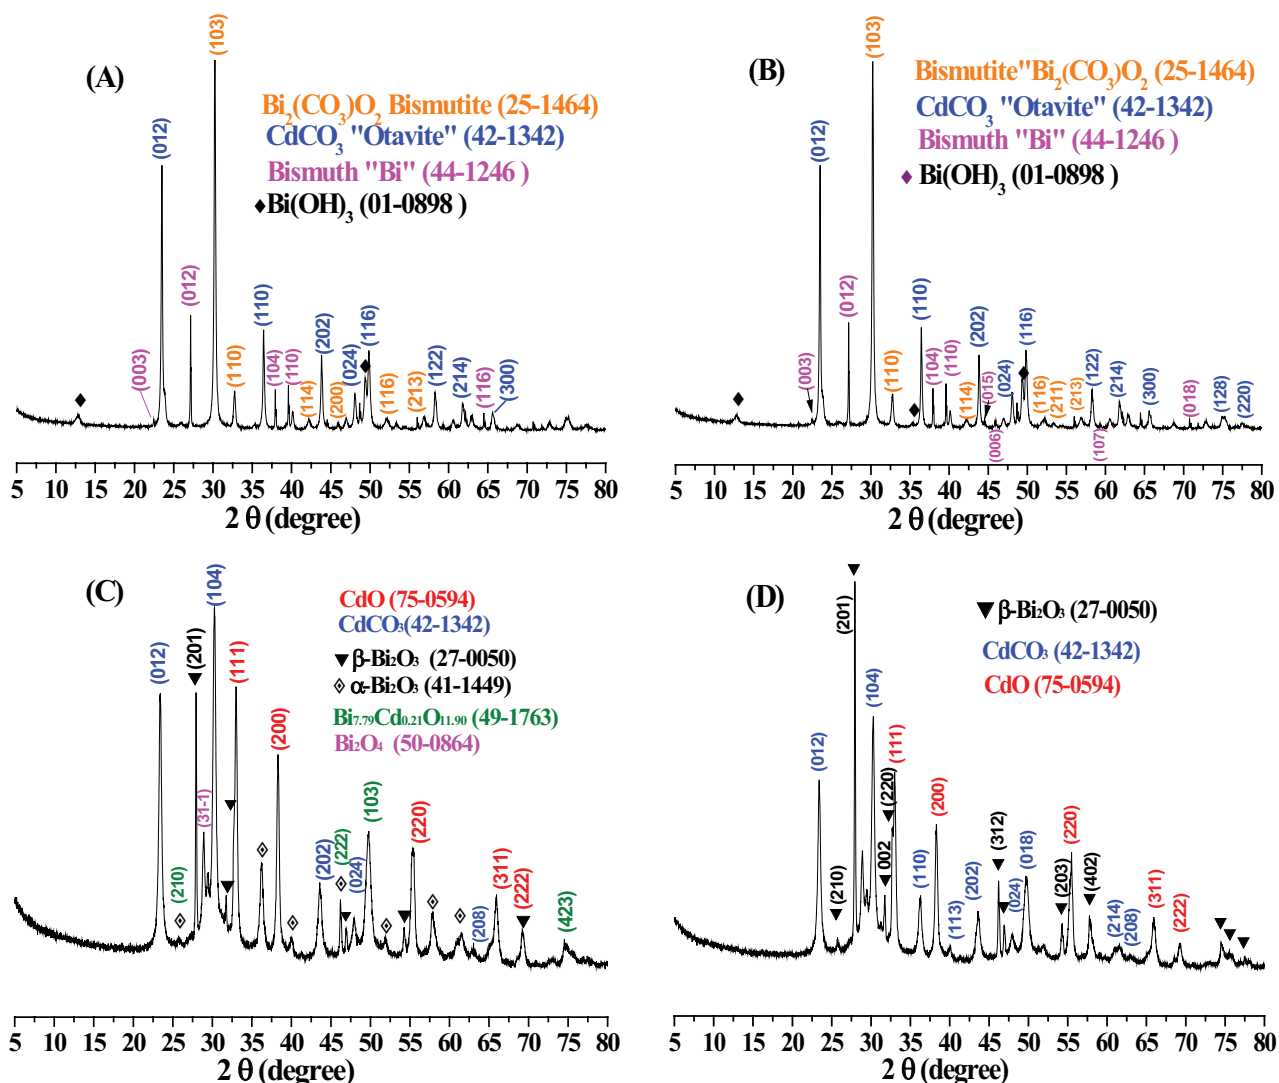 (A)
Bi2(CO3)O2 Bismutite (25-1464)
CdCO3 "Otavite" (42-1342)
Bismuth "Bi" (44-1246 )
♦Bi(OH)3 (01-0898 )
(003)
(012)
(012)
(103)
(110)
(110)
(104)
(110)
(114)
(202)
(200)
(024)
(116)
(116)
(213)
(122)
(214)
(116)
(300)
5 10 15 20 25 30 35 40 45 50 55 60 65 70 75 80
2 θ (degree)
(B)
Bismutite"Bi2(CO3)O2 (25-1464)
CdCO3 "Otavite" (42-1342)
Bismuth "Bi" (44-1246 )
♦ Bi(OH)3 (01-0898 )
(003)
(012)
(012)
(103)
(110)
(110)
(104)
(110)
(114)
(202)
(015)
(006)
(024)
(116)
(116)
(211)
(213)
(122)
(107)
(214)
(300)
(018)
(128)
(220)
5 10 15 20 25 30 35 40 45 50 55 60 65 70 75 80
2 θ (degree)
(C)
CdO (75-0594)
CdCO3(42-1342)
▼β-Bi2O3 (27-0050)
α-Bi2O3 (41-1449)
Bi7.79Cd0.21O11.90 (49-1763)
Bi2O4 (50-0864)
(012)
(210)
(201)
(31-1)
(104)
(111)
(200)
(202)
(222)
(024)
(103)
(220)
(208)
(311)
(222)
(423)
5 10 15 20 25 30 35 40 45 50 55 60 65 70 75 80
2 θ (degree)
(D)
▼β-Bi2O3 (27-0050)
CdCO3 (42-1342)
CdO (75-0594)
(012)
(210)
(201)
(104)
(002
(220)
(111)
(110)
(200)
(113)
(202)
(312)
(024)
(018)
(203)
(220)
(402)
(214)
(208)
(311)
(222)
5 10 15 20 25 30 35 40 45 50 55 60 65 70 75 80
2 θ (degree)